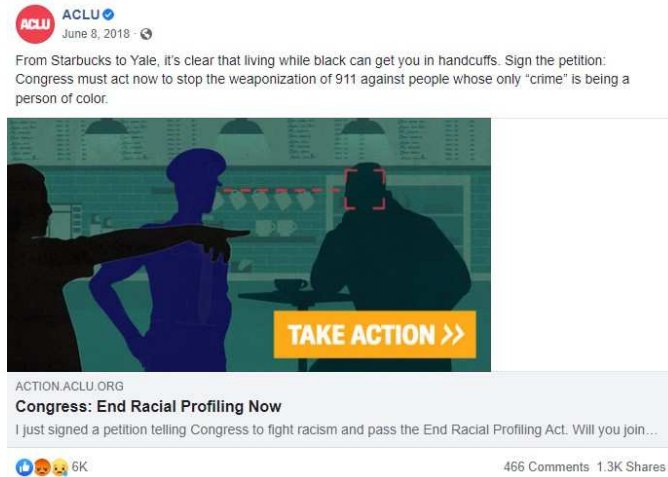 ACLU
ACLU
June 8, 2018 ·
From Starbucks to Yale, it's clear that living while black can get you in handcuffs. Sign the petition:
Congress must act now to stop the weaponization of 911 against people whose only “crime” is being a
person of color.
TAKE ACTION >>
ACTION.ACLU.ORG
Congress: End Racial Profiling Now
I just signed a petition telling Congress to fight racism and pass the End Racial Profiling Act. Will you join…
6K
466 Comments 1.3K Shares